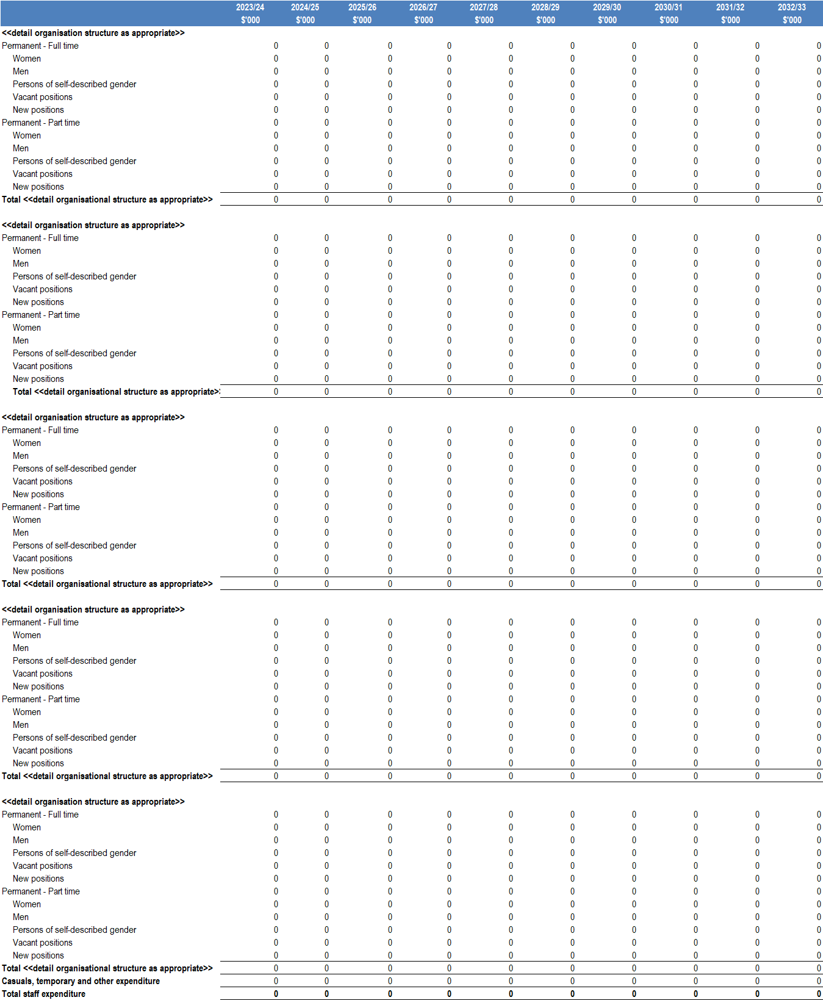 2023/24 2024/25 2025/26 2026/27 2027/28 2028/29 2029/30 2030/31 2031/32 2032/33
$'000 $'000 $'000 $'000 $'000 $'000 $'000 $'000 $'000 $'000
<<detail organisation structure as appropriate>>
Permanent - Full time 0 0 0 0 0 0 0 0 0 0
Women 0 0 0 0 0 0 0 0 0 0
Men 0 0 0 0 0 0 0 0 0 0
Persons of self-described gender 0 0 0 0 0 0 0 0 0 0
Vacant positions 0 0 0 0 0 0 0 0 0 0
New positions 0 0 0 0 0 0 0 0 0 0
Permanent - Part time 0 0 0 0 0 0 0 0 0 0
Women 0 0 0 0 0 0 0 0 0 0
Men 0 0 0 0 0 0 0 0 0 0
Persons of self-described gender 0 0 0 0 0 0 0 0 0 0
Vacant positions 0 0 0 0 0 0 0 0 0 0
New positions 0 0 0 0 0 0 0 0 0 0
Total <<detail organisational structure as appropriate>> 0 0 0 0 0 0 0 0 0 0
<<detail organisation structure as appropriate>>
Permanent - Full time 0 0 0 0 0 0 0 0 0 0
Women 0 0 0 0 0 0 0 0 0 0
Men 0 0 0 0 0 0 0 0 0 0
Persons of self-described gender 0 0 0 0 0 0 0 0 0 0
Vacant positions 0 0 0 0 0 0 0 0 0 0
New positions 0 0 0 0 0 0 0 0 0 0
Permanent - Part time 0 0 0 0 0 0 0 0 0 0
Women 0 0 0 0 0 0 0 0 0 0
Men 0 0 0 0 0 0 0 0 0 0
Persons of self-described gender 0 0 0 0 0 0 0 0 0 0
Vacant positions 0 0 0 0 0 0 0 0 0 0
New positions 0 0 0 0 0 0 0 0 0 0
Total <<detail organisational structure as appropriate>> 0 0 0 0 0 0 0 0 0 0
<<detail organisation structure as appropriate>>
Permanent - Full time 0 0 0 0 0 0 0 0 0 0
Women 0 0 0 0 0 0 0 0 0 0
Men 0 0 0 0 0 0 0 0 0 0
Persons of self-described gender 0 0 0 0 0 0 0 0 0 0
Vacant positions 0 0 0 0 0 0 0 0 0 0
New positions 0 0 0 0 0 0 0 0 0 0
Permanent - Part time 0 0 0 0 0 0 0 0 0 0
Women 0 0 0 0 0 0 0 0 0 0
Men 0 0 0 0 0 0 0 0 0 0
Persons of self-described gender 0 0 0 0 0 0 0 0 0 0
Vacant positions 0 0 0 0 0 0 0 0 0 0
New positions 0 0 0 0 0 0 0 0 0 0
Total <<detail organisational structure as appropriate>> 0 0 0 0 0 0 0 0 0 0
<<detail organisation structure as appropriate>>
Permanent - Full time 0 0 0 0 0 0 0 0 0 0
Women 0 0 0 0 0 0 0 0 0 0
Men 0 0 0 0 0 0 0 0 0 0
Persons of self-described gender 0 0 0 0 0 0 0 0 0 0
Vacant positions 0 0 0 0 0 0 0 0 0 0
New positions 0 0 0 0 0 0 0 0 0 0
Permanent - Part time 0 0 0 0 0 0 0 0 0 0
Women 0 0 0 0 0 0 0 0 0 0
Men 0 0 0 0 0 0 0 0 0 0
Persons of self-described gender 0 0 0 0 0 0 0 0 0 0
Vacant positions 0 0 0 0 0 0 0 0 0 0
New positions 0 0 0 0 0 0 0 0 0 0
Total <<detail organisational structure as appropriate>> 0 0 0 0 0 0 0 0 0 0
<<detail organisation structure as appropriate>>
Permanent - Full time 0 0 0 0 0 0 0 0 0 0
Women 0 0 0 0 0 0 0 0 0 0
Men 0 0 0 0 0 0 0 0 0 0
Persons of self-described gender 0 0 0 0 0 0 0 0 0 0
Vacant positions 0 0 0 0 0 0 0 0 0 0
New positions 0 0 0 0 0 0 0 0 0 0
Permanent - Part time 0 0 0 0 0 0 0 0 0 0
Women 0 0 0 0 0 0 0 0 0 0
Men 0 0 0 0 0 0 0 0 0 0
Persons of self-described gender 0 0 0 0 0 0 0 0 0 0
Vacant positions 0 0 0 0 0 0 0 0 0 0
New positions 0 0 0 0 0 0 0 0 0 0
Total <<detail organisational structure as appropriate>> 0 0 0 0 0 0 0 0 0 0
Casuals, temporary and other expenditure 0 0 0 0 0 0 0 0 0 0
Total staff expenditure 0 0 0 0 0 0 0 0 0 0